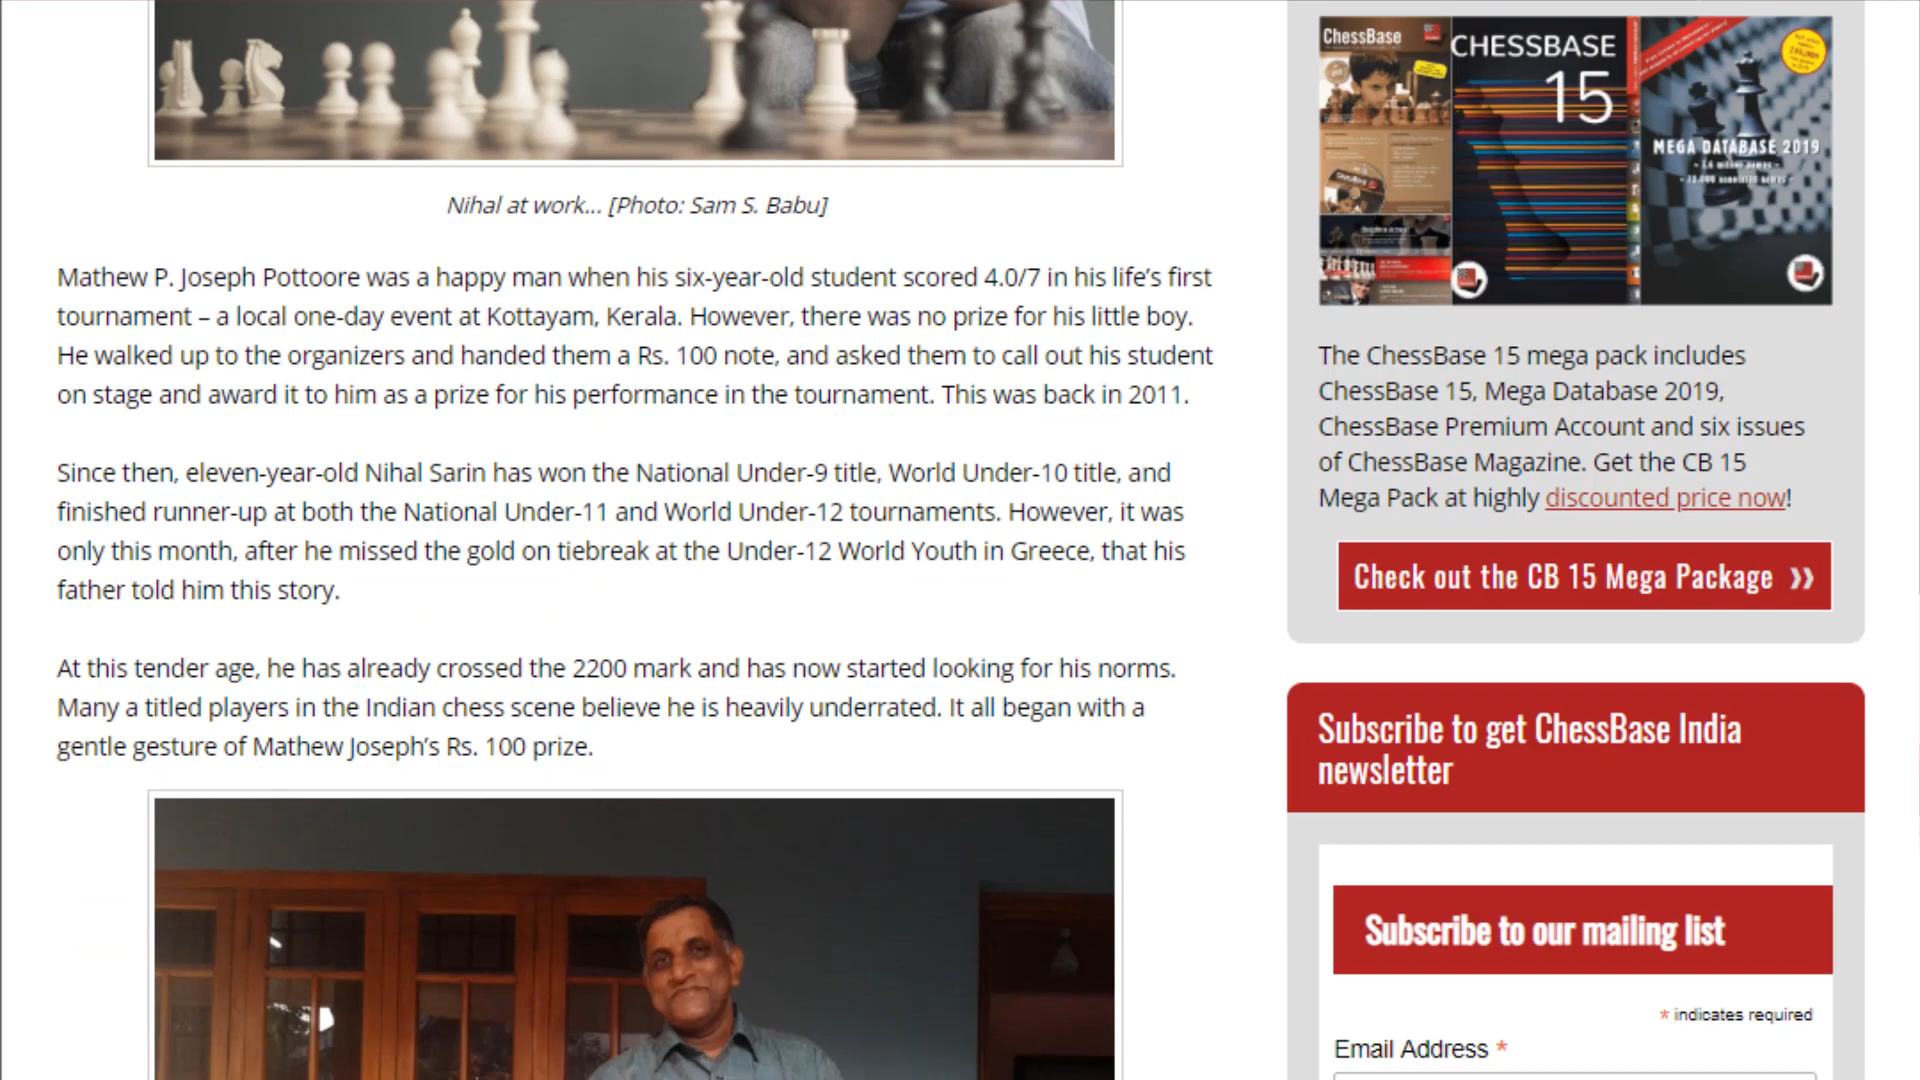 Nihal at work... [Photo: Sam S. Babu]
Mathew P. Joseph Pottoore was a happy man when his six-year-old student scored 4.0/7 in his life’s first
tournament – a local one-day event at Kottayam, Kerala. However, there was no prize for his little boy.
He walked up to the organizers and handed them a Rs. 100 note, and asked them to call out his student
on stage and award it to him as a prize for his performance in the tournament. This was back in 2011.
Since then, eleven-year-old Nihal Sarin has won the National Under-9 title, World Under-10 title, and
finished runner-up at both the National Under-11 and World Under-12 tournaments. However, it was
only this month, after he missed the gold on tiebreak at the Under-12 World Youth in Greece, that his
father told him this story.
At this tender age, he has already crossed the 2200 mark and has now started looking for his norms.
Many a titled players in the Indian chess scene believe he is heavily underrated. It all began with a
gentle gesture of Mathew Joseph’s Rs. 100 prize.
ChessBase
CHESSBASE
15
MEGA DATABASE 2019
The ChessBase 15 mega pack includes
ChessBase 15, Mega Database 2019,
ChessBase Premium Account and six issues
of ChessBase Magazine. Get the CB 15
Mega Pack at highly discounted price now!
Check out the CB 15 Mega Package »
Subscribe to get ChessBase India
newsletter
Subscribe to our mailing list
* indicates required
Email Address *